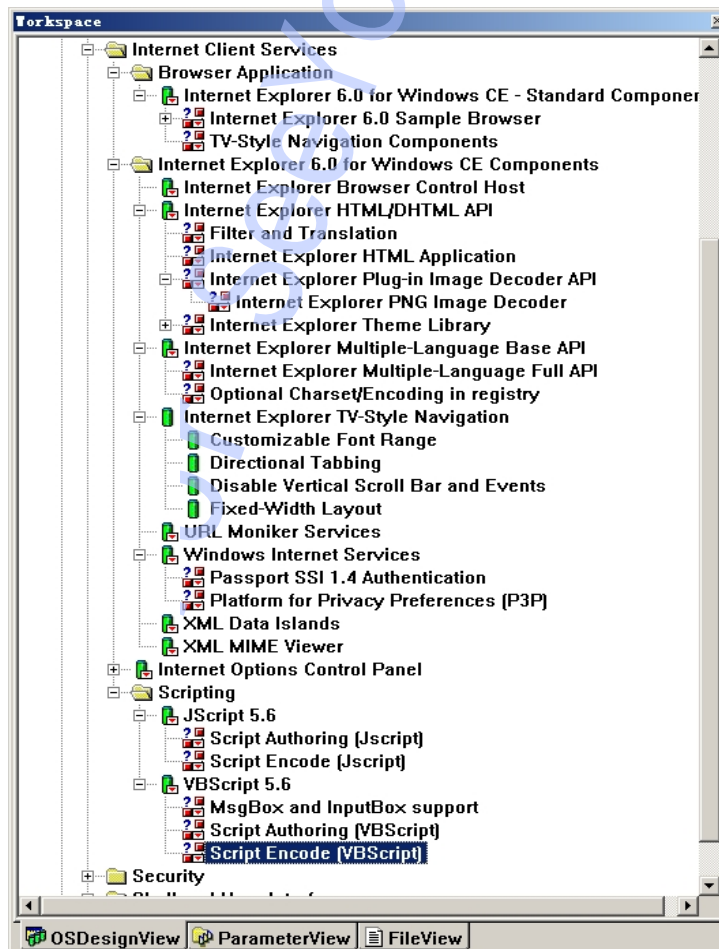 Workspace
Internet Client Services
Browser Application
Internet Explorer 6.0 for Windows CE - Standard Componer
Internet Explorer 6.0 Sample Browser
TV-Style Navigation Components
Internet Explorer 6.0 for Windows CE Components
Internet Explorer Browser Control Host
Internet Explorer HTML/DHTML API
Filter and Translation
Internet Explorer HTML Application
Internet Explorer Plug-in Image Decoder API
Internet Explorer PNG Image Decoder
Internet Explorer Theme Library
Internet Explorer Multiple-Language Base API
Internet Explorer Multiple-Language Full API
Optional Charset/Encoding in registry
Internet Explorer TV-Style Navigation
Customizable Font Range
Directional Tabbing
Disable Vertical Scroll Bar and Events
Fixed-Width Layout
URL Moniker Services
Windows Internet Services
Passport SSI 1.4 Authentication
Platform for Privacy Preferences (P3P)
XML Data Islands
XML MIME Viewer
Internet Options Control Panel
Scripting
JScript 5.6
Script Authoring (Jscript)
Script Encode (Jscript)
VBScript 5.6
MsgBox and InputBox support
Script Authoring (VBScript)
Script Encode (VBScript)
Security
OSDesignView ParameterView FileView